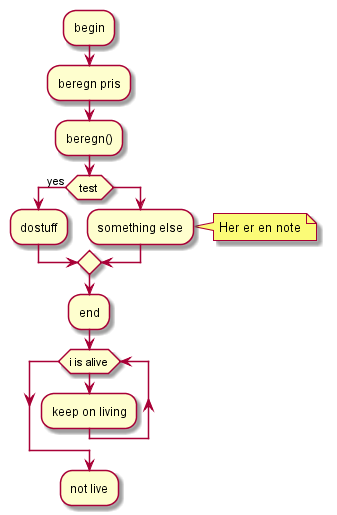 begin
beregn pris
beregn()
yes
test
dostuff
something else
Her er en note
end
i is alive
keep on living
not live